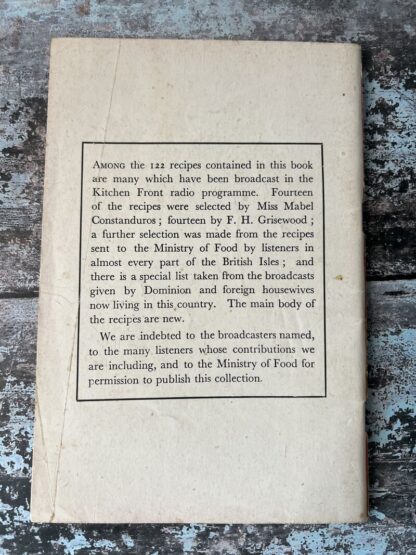 Among the 122 recipes contained in this book
are many which have been broadcast in the
Kitchen Front radio programme. Fourteen
of the recipes were selected by Miss Mabel
Constanduros ; fourteen by F. H. Grisewood ;
a further selection was made from the recipes
sent to the Ministry of Food by listeners in
almost every part of the British Isles ; and
there is a special list taken from the broadcasts
given by Dominion and foreign housewives
now living in this country. The main body of
the recipes are new.
We are indebted to the broadcasters named,
to the many listeners whose contributions we
are including, and to the Ministry of Food for
permission to publish this collection.